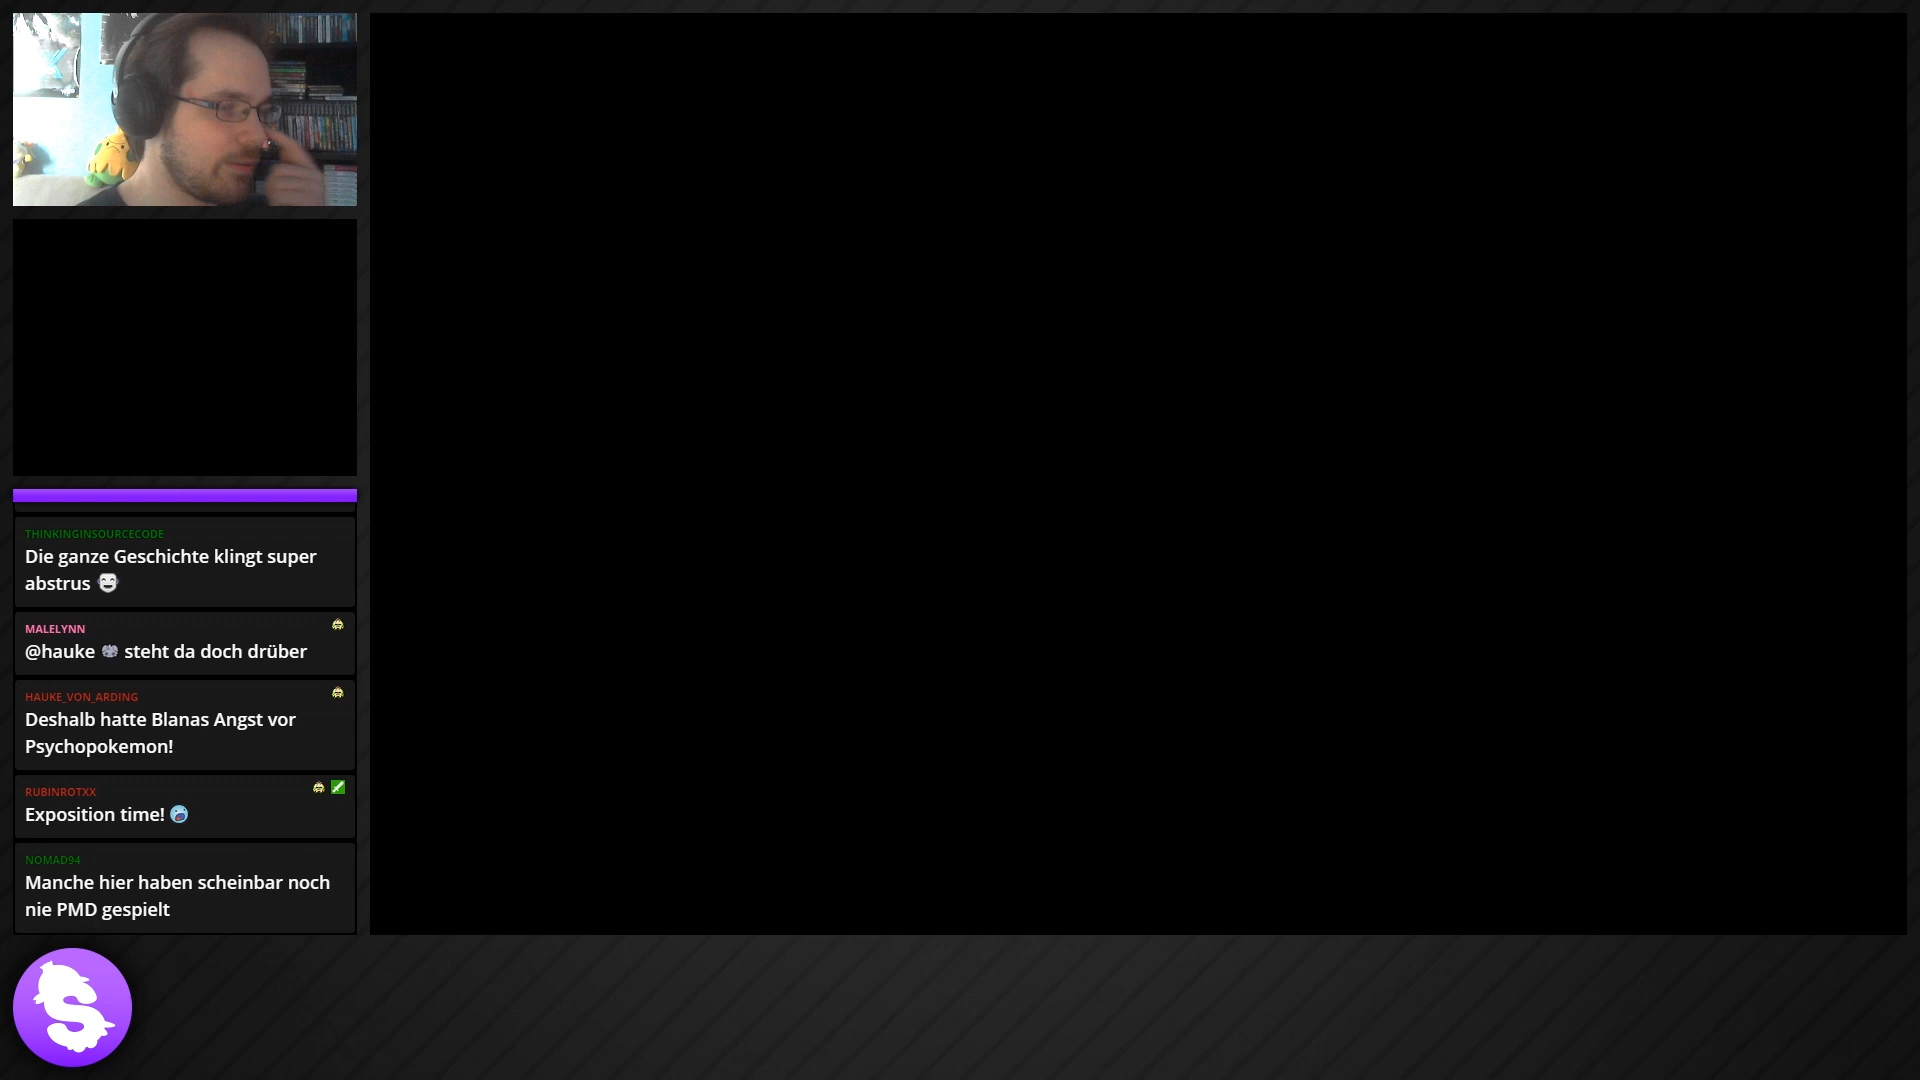 THINKINGINSOURCECODE
Die ganze Geschichte klingt super
abstrus
MALELYNN
@hauke steht da doch drüber
HAUKE_VON_ARDING
Deshalb hatte Blanas Angst vor
Psychopokemon!
RUBINROTXX
Exposition time!
NOMAD94
Manche hier haben scheinbar noch
nie PMD gespielt